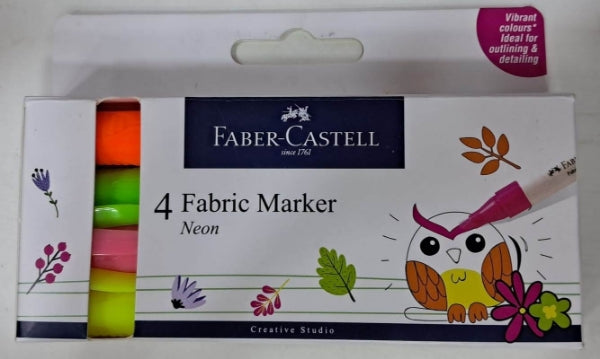 Vibrant
colours*
Ideal for
outlining &
detailing
FABER-CASTELL
since 1761
4 Fabric Marker
Neon
Creative Studio